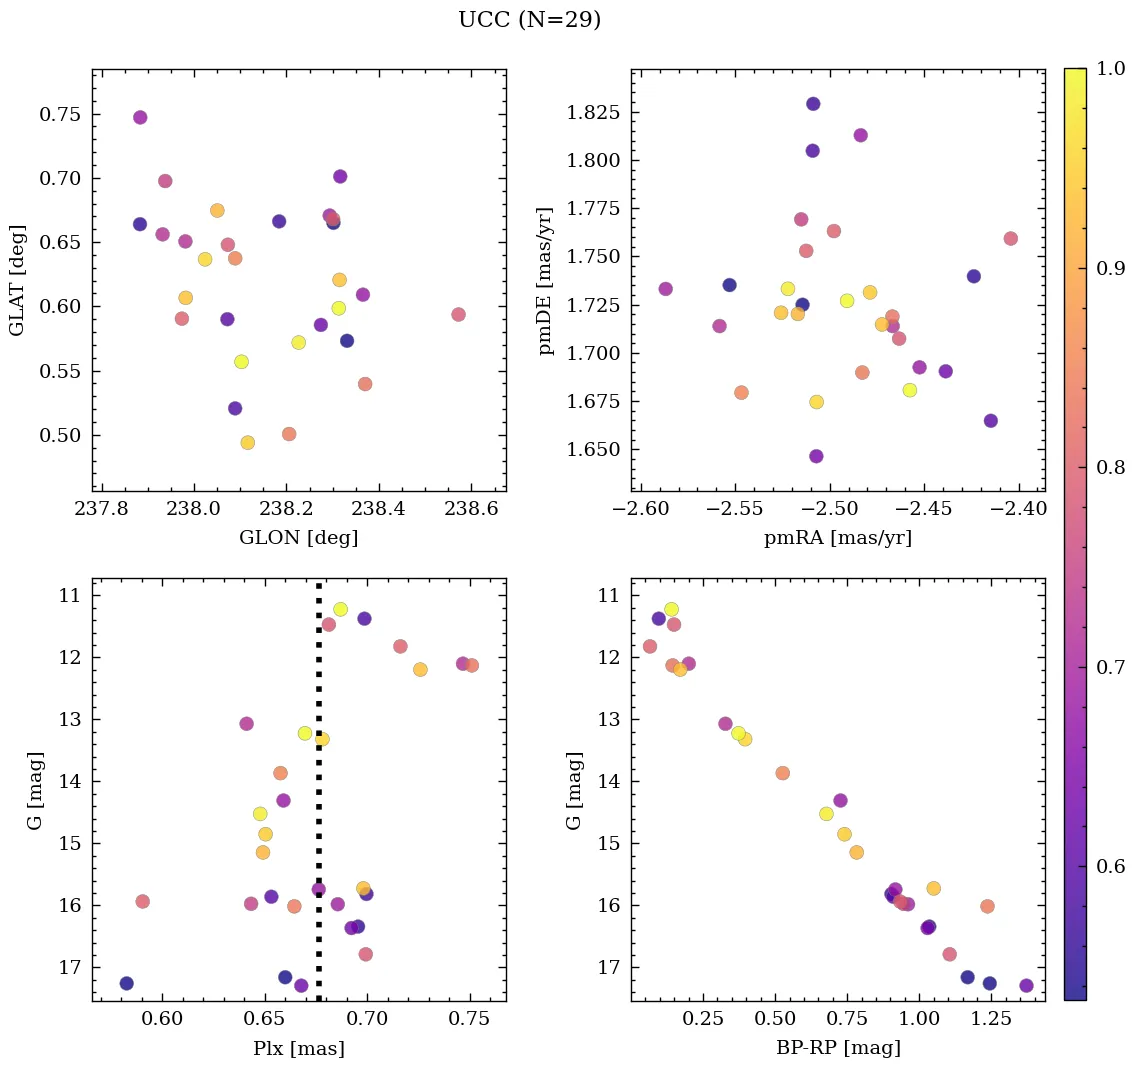 UCC (N=29)
0.75
0.70
0.65
0.60
0.55
0.50
GLAT [deg]
237.8 238.0 238.2 238.4 238.6
GLON [deg]
1.825
1.800
1.775
1.750
1.725
1.700
1.675
1.650
pmDE [mas/yr]
−2.60 −2.55 −2.50 −2.45 −2.40
pmRA [mas/yr]
11
12
13
14
15
16
17
G [mag]
0.60 0.65 0.70 0.75
Plx [mas]
11
12
13
14
15
16
17
G [mag]
0.25 0.50 0.75 1.00 1.25
BP-RP [mag]
1.0
0.9
0.8
0.7
0.6